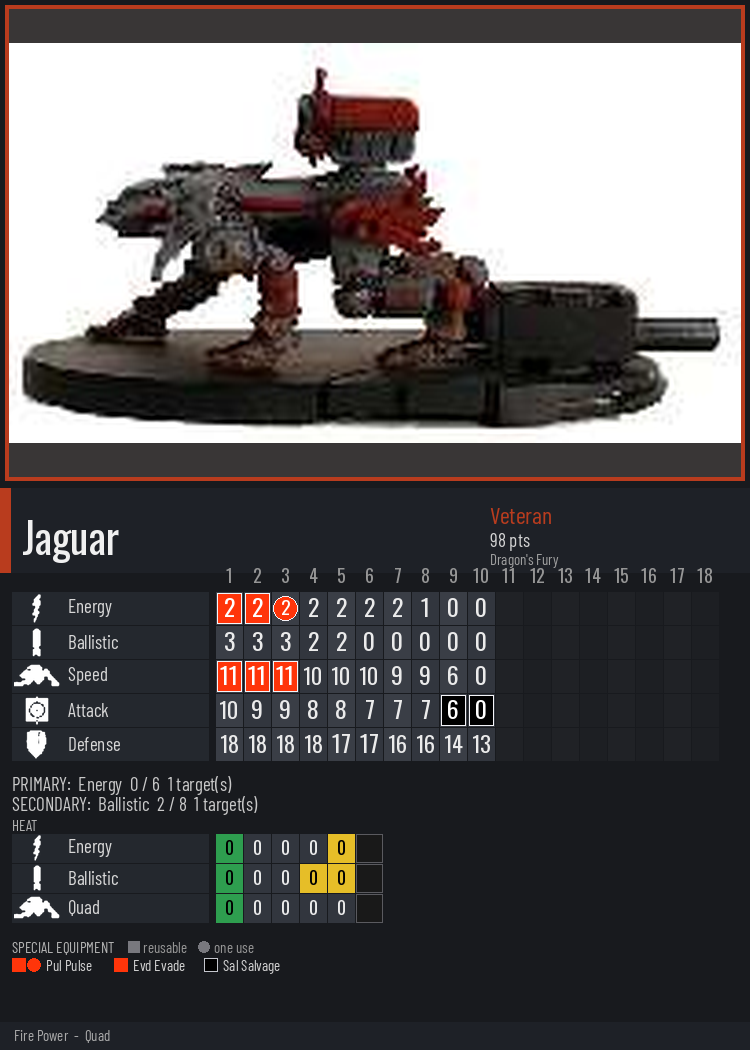 Jaguar
Veteran
98 pts
Dragon's Fury
1 2 3 4 5 6 7 8 9 10 11 12 13 14 15 16 17 18
Energy 2 2 2 2 2 2 2 1 0 0
Ballistic 3 3 3 2 2 0 0 0 0 0
Speed 11 11 11 10 10 10 9 9 6 0
Attack 10 9 9 8 8 7 7 7 6 0
Defense 18 18 18 18 17 17 16 16 14 13
PRIMARY: Energy 0 / 6 1 target(s)
SECONDARY: Ballistic 2 / 8 1 target(s)
HEAT
Energy 0 0 0 0 0
Ballistic 0 0 0 0 0
Quad 0 0 0 0 0
SPECIAL EQUIPMENT reusable one use
Pul Pulse Evd Evade Sal Salvage
Fire Power - Quad